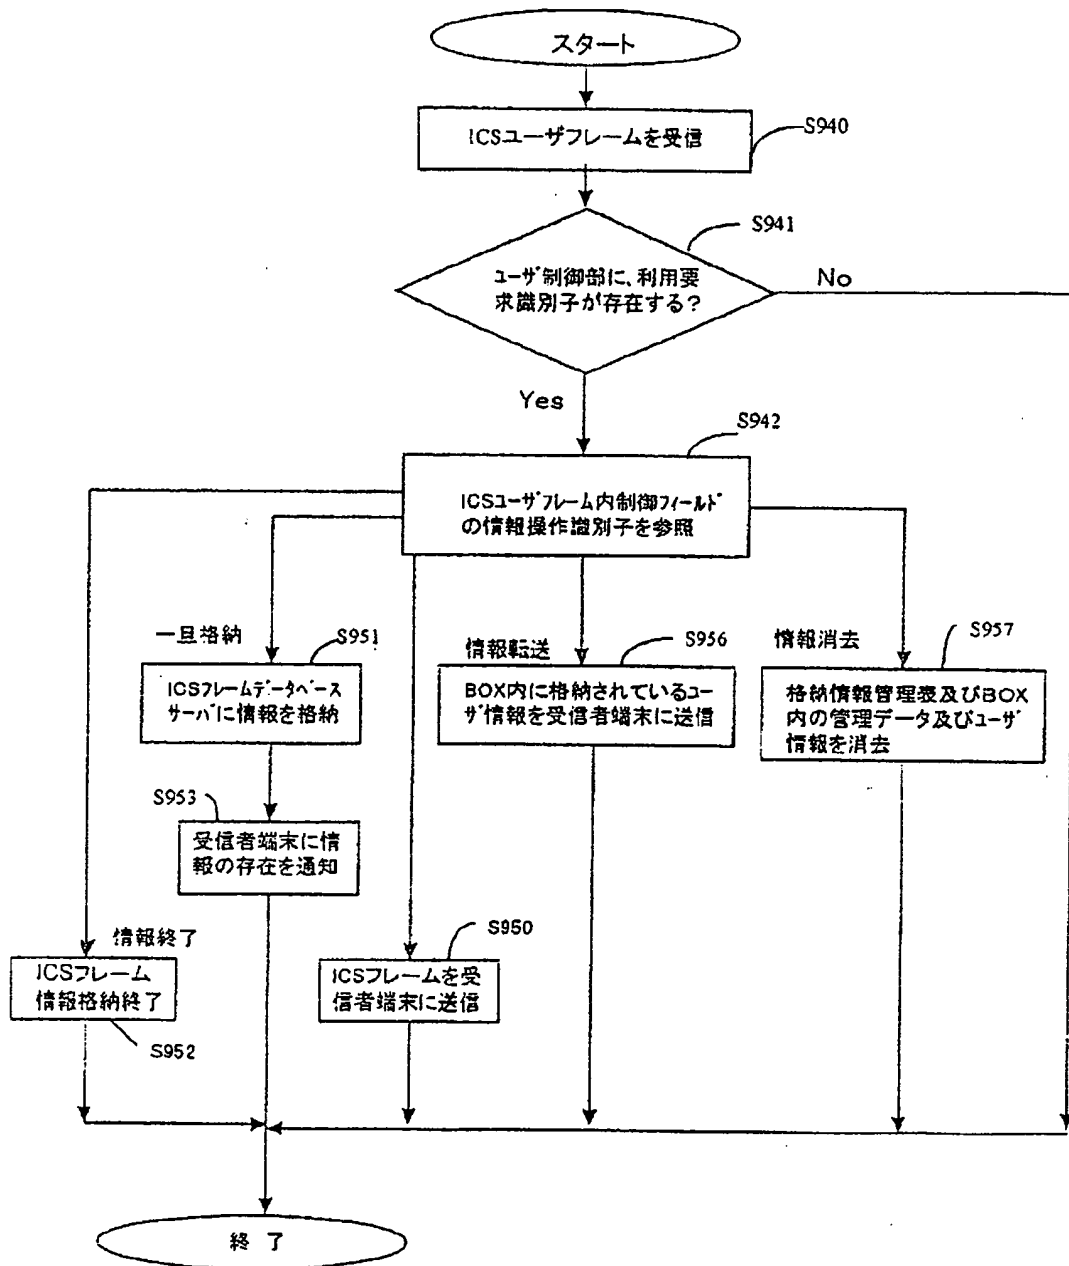 スタート
ICSユーザフレームを受信
S940
S941
ユーザ制御部に、利用要
求識別子が存在する?
No
Yes
S942
ICSユーザフレーム内制御フィールド
の情報操作識別子を参照
一旦格納
S951
ICSフレームデータベース
サーバに情報を格納
情報転送
S956
BOX内に格納されているユー
ザ情報を受信者端末に送信
情報消去
S957
格納情報管理表及びBOX
内の管理データ及びユーザ
情報を消去
S953
受信者端末に情
報の存在を通知
情報終了
ICSフレーム
情報格納終了
S952
S950
ICSフレームを受
信者端末に送信
終 了